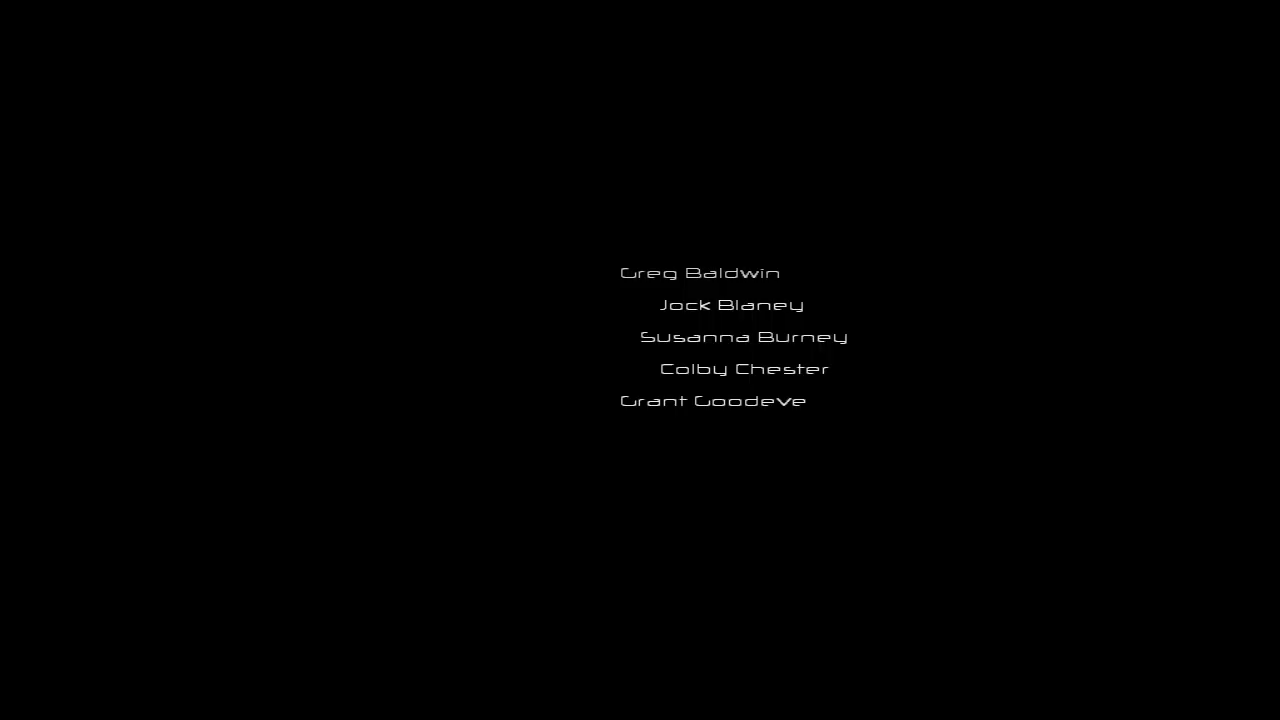 Greg Baldwin
Jock Blaney
Susanna Burney
Colby Chester
Grant Goodeve